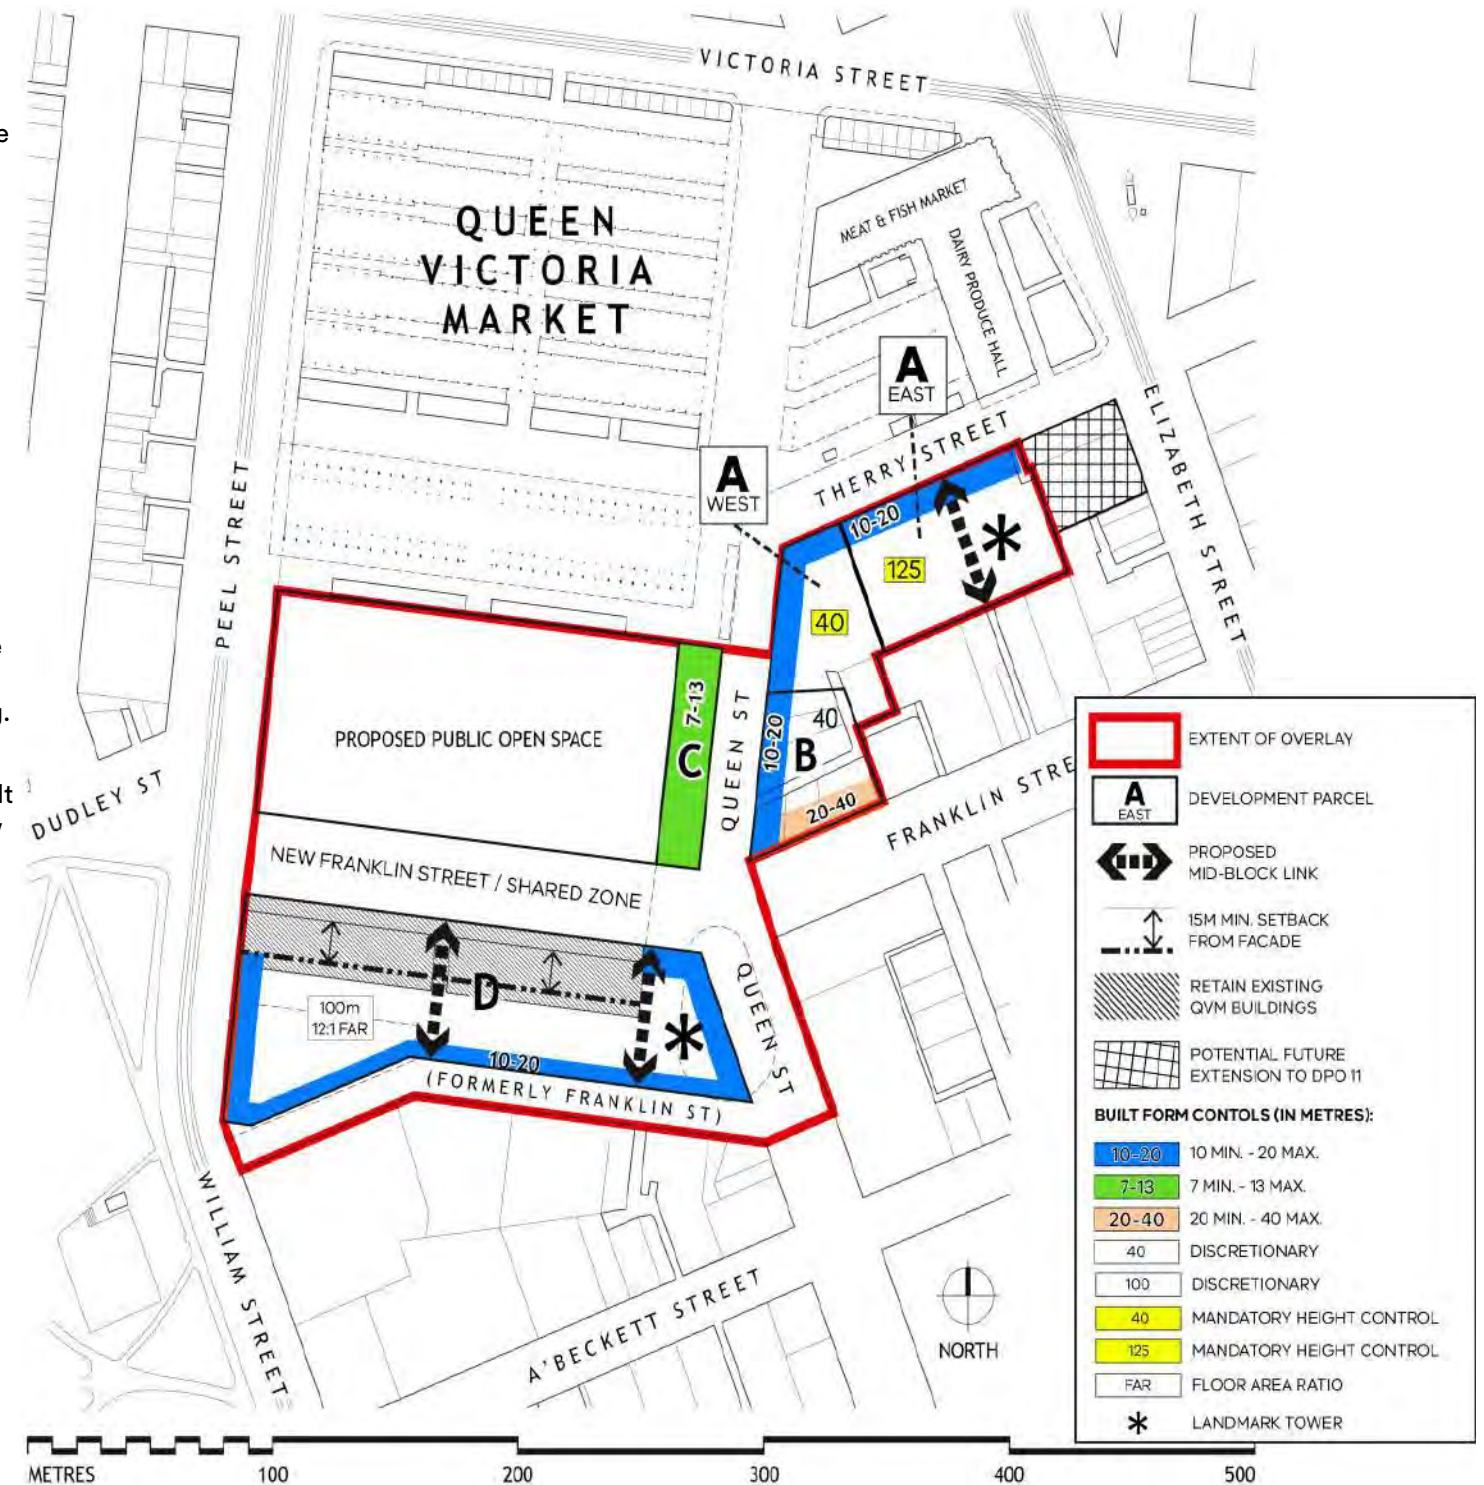 e
e
g.
lt
VICTORIA STREET
QUEEN
VICTORIA
MARKET
MEAT & FISH MARKET
DAIRY PRODUCE HALL
A
EAST
A
WEST
THERRY STREET
ELIZABETH STREET
PEEL STREET
10-20
125
40
7-13
C
QUEEN ST
10-20
40
B
20-40
PROPOSED PUBLIC OPEN SPACE
DUDLEY ST
FRANKLIN STRE
NEW FRANKLIN STREET / SHARED ZONE
D
100m
12:1 FAR
10-20
(FORMERLY FRANKLIN ST)
QUEEN ST
WILLIAM STREET
A'BECKETT STREET
NORTH
EXTENT OF OVERLAY
A
EAST
DEVELOPMENT PARCEL
PROPOSED
MID-BLOCK LINK
15M MIN. SETBACK
FROM FACADE
RETAIN EXISTING
QVM BUILDINGS
POTENTIAL FUTURE
EXTENSION TO DPO 11
BUILT FORM CONTOLS (IN METRES):
10-20 10 MIN. - 20 MAX.
7-13 7 MIN. - 13 MAX.
20-40 20 MIN. - 40 MAX.
40 DISCRETIONARY
100 DISCRETIONARY
40 MANDATORY HEIGHT CONTROL
125 MANDATORY HEIGHT CONTROL
FAR FLOOR AREA RATIO
LANDMARK TOWER
METRES 100 200 300 400 500